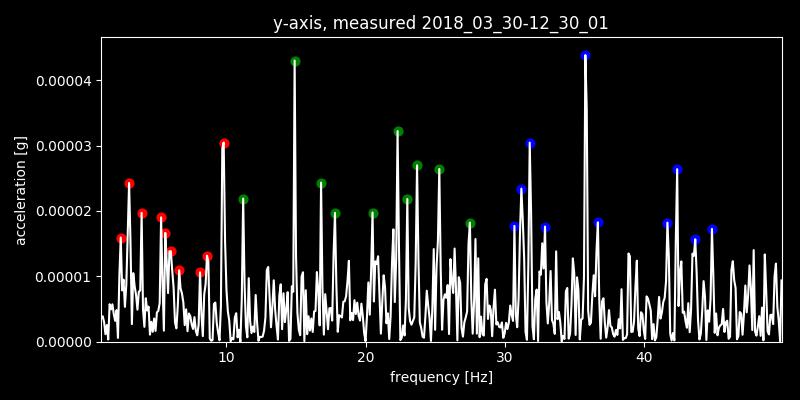 y-axis, measured 2018_03_30-12_30_01
0.00004
0.00003
0.00002
0.00001
0.00000
acceleration [g]
10 20 30 40
frequency [Hz]